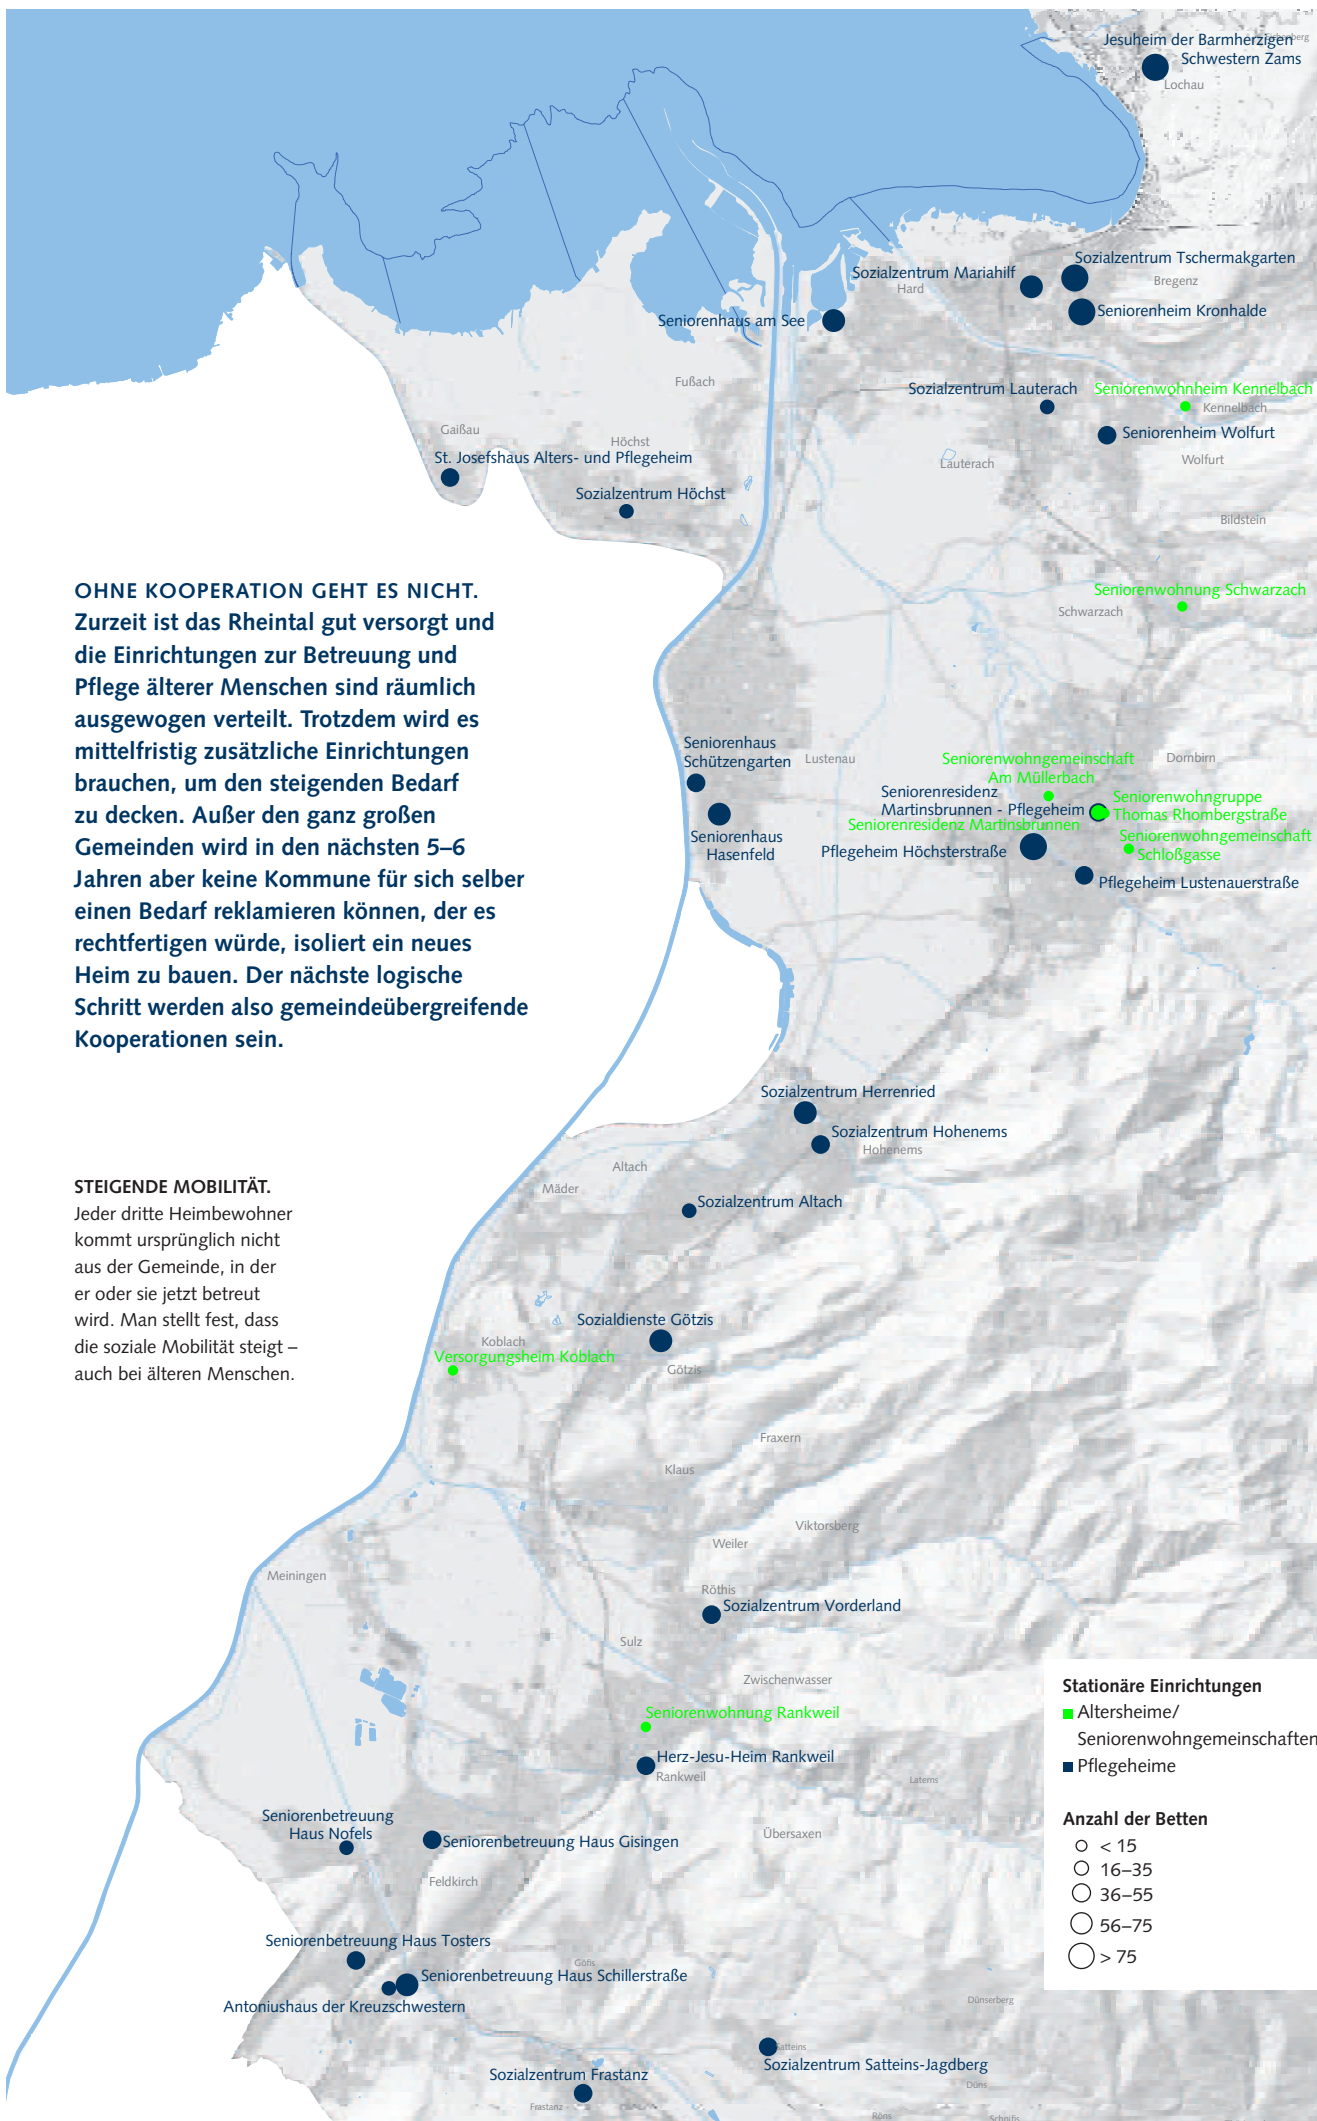 Jesuheim der Barmherzigen
Schwestern Zams
Lochau
Sozialzentrum Tschermakgarten
Sozialzentrum Mariahilf
Bregenz
Hard
Seniorenheim Kronhalde
Seniorenhaus am See
Fußach
Sozialzentrum Lauterach
Seniorenwohnheim Kennelbach
Kennelbach
Gaißau
Höchst
Seniorenheim Wolfurt
St. Josefshaus Alters- und Pflegeheim
Lauterach
Wolfurt
Sozialzentrum Höchst
Bildstein
OHNE KOOPERATION GEHT ES NICHT.
Zurzeit ist das Rheintal gut versorgt und
die Einrichtungen zur Betreuung und
Pflege älterer Menschen sind räumlich
ausgewogen verteilt. Trotzdem wird es
mittelfristig zusätzliche Einrichtungen
brauchen, um den steigenden Bedarf
zu decken. Außer den ganz großen
Gemeinden wird in den nächsten 5–6
Jahren aber keine Kommune für sich selber
einen Bedarf reklamieren können, der es
rechtfertigen würde, isoliert ein neues
Heim zu bauen. Der nächste logische
Schritt werden also gemeindeübergreifende
Kooperationen sein.
Seniorenwohnung Schwarzach
Schwarzach
Seniorenhaus
Schützengarten
Lustenau
Seniorenwohngemeinschaft
Am Müllerbach
Dornbirn
Seniorenresidenz
Martinsbrunnen - Pflegeheim
Seniorenwohngruppe
Thomas Rhombergstraße
Seniorenresidenz Martinsbrunnen
Seniorenhaus
Hasenfeld
Seniorenwohngemeinschaft
Schloßgasse
Pflegeheim Höchsterstraße
Pflegeheim Lustenauerstraße
Sozialzentrum Herrenried
Sozialzentrum Hohenems
Hohenems
Altach
Mäder
Sozialzentrum Altach
STEIGENDE MOBILITÄT.
Jeder dritte Heimbewohner
kommt ursprünglich nicht
aus der Gemeinde, in der
er oder sie jetzt betreut
wird. Man stellt fest, dass
die soziale Mobilität steigt –
auch bei älteren Menschen.
Sozialdienste Götzis
Koblach
Versorgungsheim Koblach
Götzis
Fraxern
Klaus
Viktorsberg
Weiler
Meiningen
Röthis
Sozialzentrum Vorderland
Sulz
Zwischenwasser
Seniorenwohnung Rankweil
Herz-Jesu-Heim Rankweil
Rankweil
Laterns
Seniorenbetreuung
Haus Nofels
Seniorenbetreuung Haus Gisingen
Übersaxen
Feldkirch
Seniorenbetreuung Haus Tosters
Göfis
Seniorenbetreuung Haus Schillerstraße
Antoniushaus der Kreuzschwestern
Dünserberg
Satteins
Sozialzentrum Satteins-Jagdberg
Sozialzentrum Frastanz
Düns
Frastanz
Röns
Schnifis
Stationäre Einrichtungen
Altersheime/
Seniorenwohngemeinschaften
Pflegeheime
Anzahl der Betten
< 15
16–35
36–55
56–75
> 75